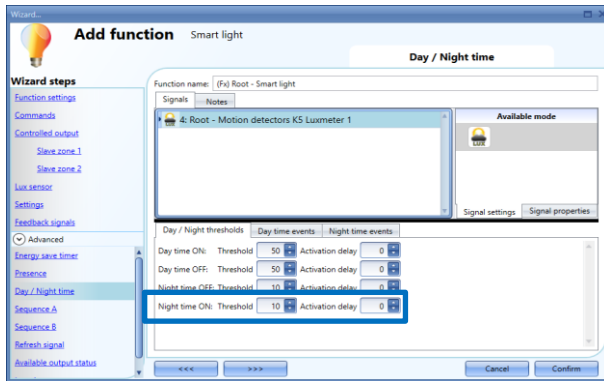 Wizard...
Add function Smart light
Day / Night time
Wizard steps
Function settings
Commands
Controlled output
Slave zone 1
Slave zone 2
Lux sensor
Settings
Feedback signals
Advanced
Energy save timer
Presence
Day / Night time
Sequence A
Sequence B
Refresh signal
Available output status
Function name: (Fx) Root - Smart light
Signals Notes
4: Root - Motion detectors K5 Luxmeter 1
Available mode
LUX
Signal settings Signal properties
Day / Night thresholds Day time events Night time events
Day time ON: Threshold 50 Activation delay 0
Day time OFF: Threshold 50 Activation delay 0
Night time OFF: Threshold 10 Activation delay 0
Night time ON: Threshold 10 Activation delay 0
<<< >>> Cancel Confirm